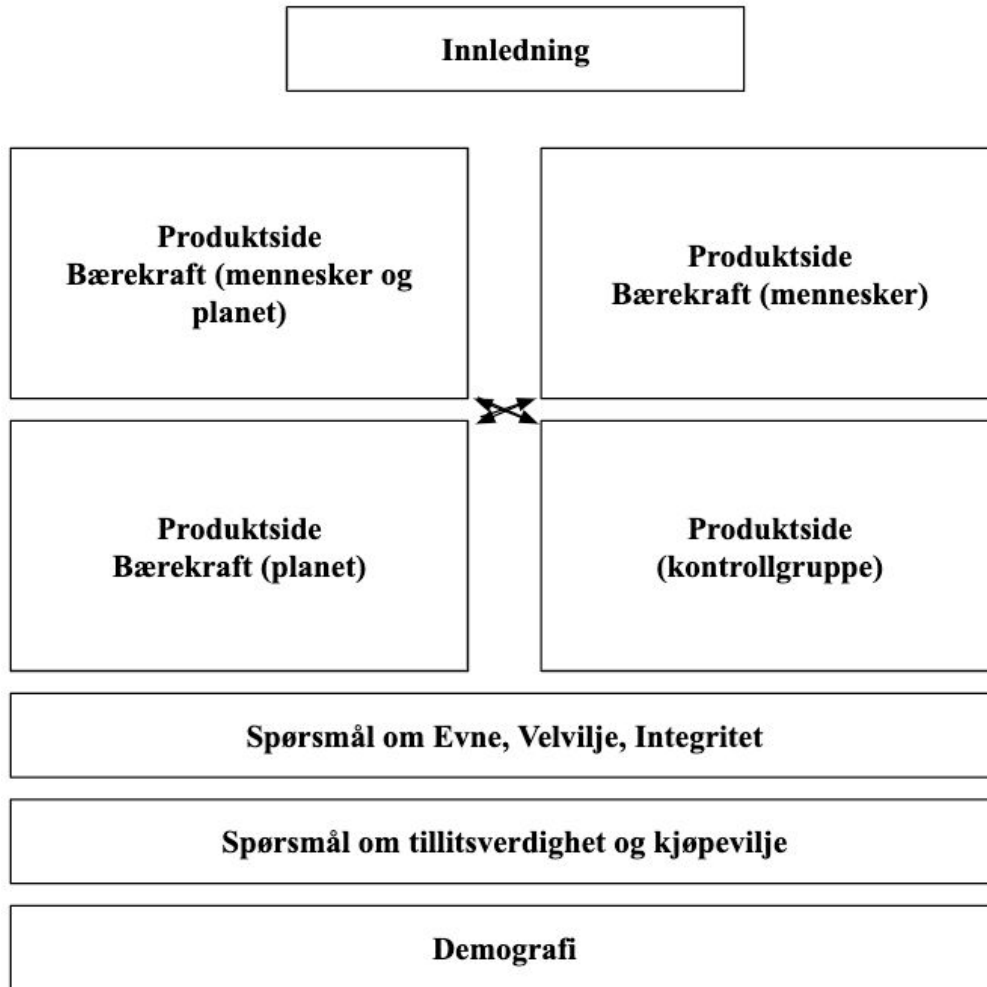 Innledning
Produktside
Bærekraft (mennesker og
planet)
Produktside
Bærekraft (mennesker)
Produktside
Bærekraft (planet)
Produktside
(kontrollgruppe)
Spørsmål om Evne, Velvilje, Integritet
Spørsmål om tillitsverdighet og kjøpevilje
Demografi